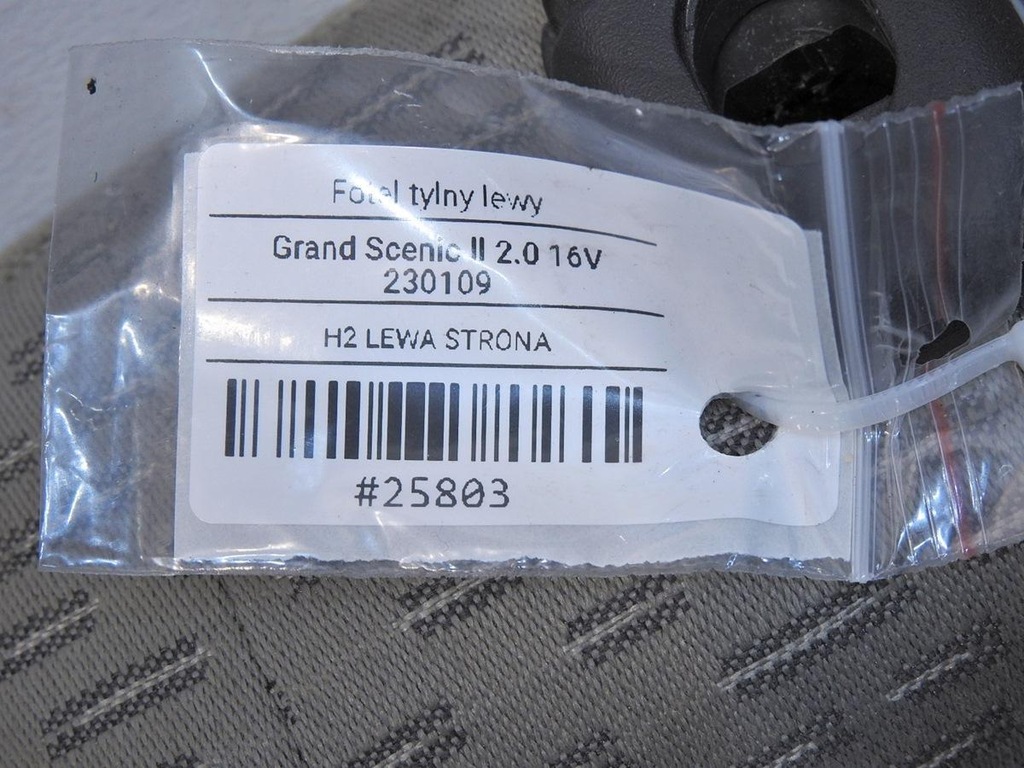 Fotel tylny lewy
Grand Scenic II 2.0 16V
230109
H2 LEWA STRONA
#25803